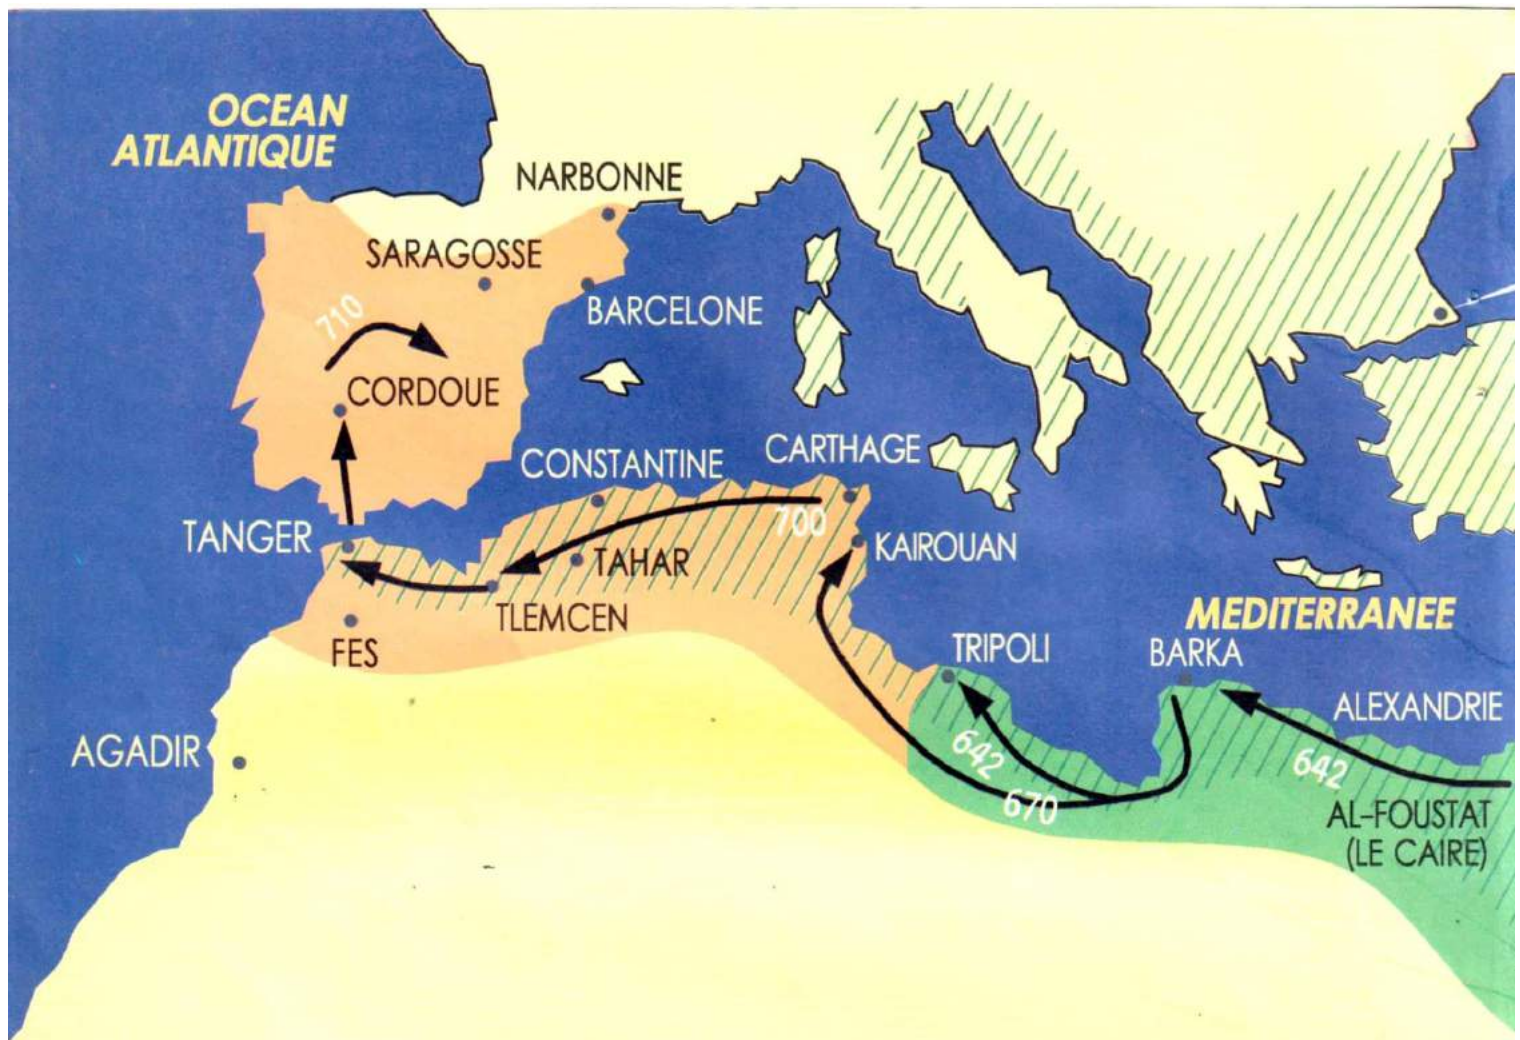 OCEAN
ATLANTIQUE
NARBONNE
SARAGOSSE
BARCELONE
710
CORDOUE
CARTHAGE
CONSTANTINE
700
TANGER
KAIROUAN
TAHAR
TLEMCEN
MEDITERRANEE
FES
TRIPOLI
BARKA
ALEXANDRIE
AGADIR
642
642
670
AL-FOUSTAT
(LE CAIRE)